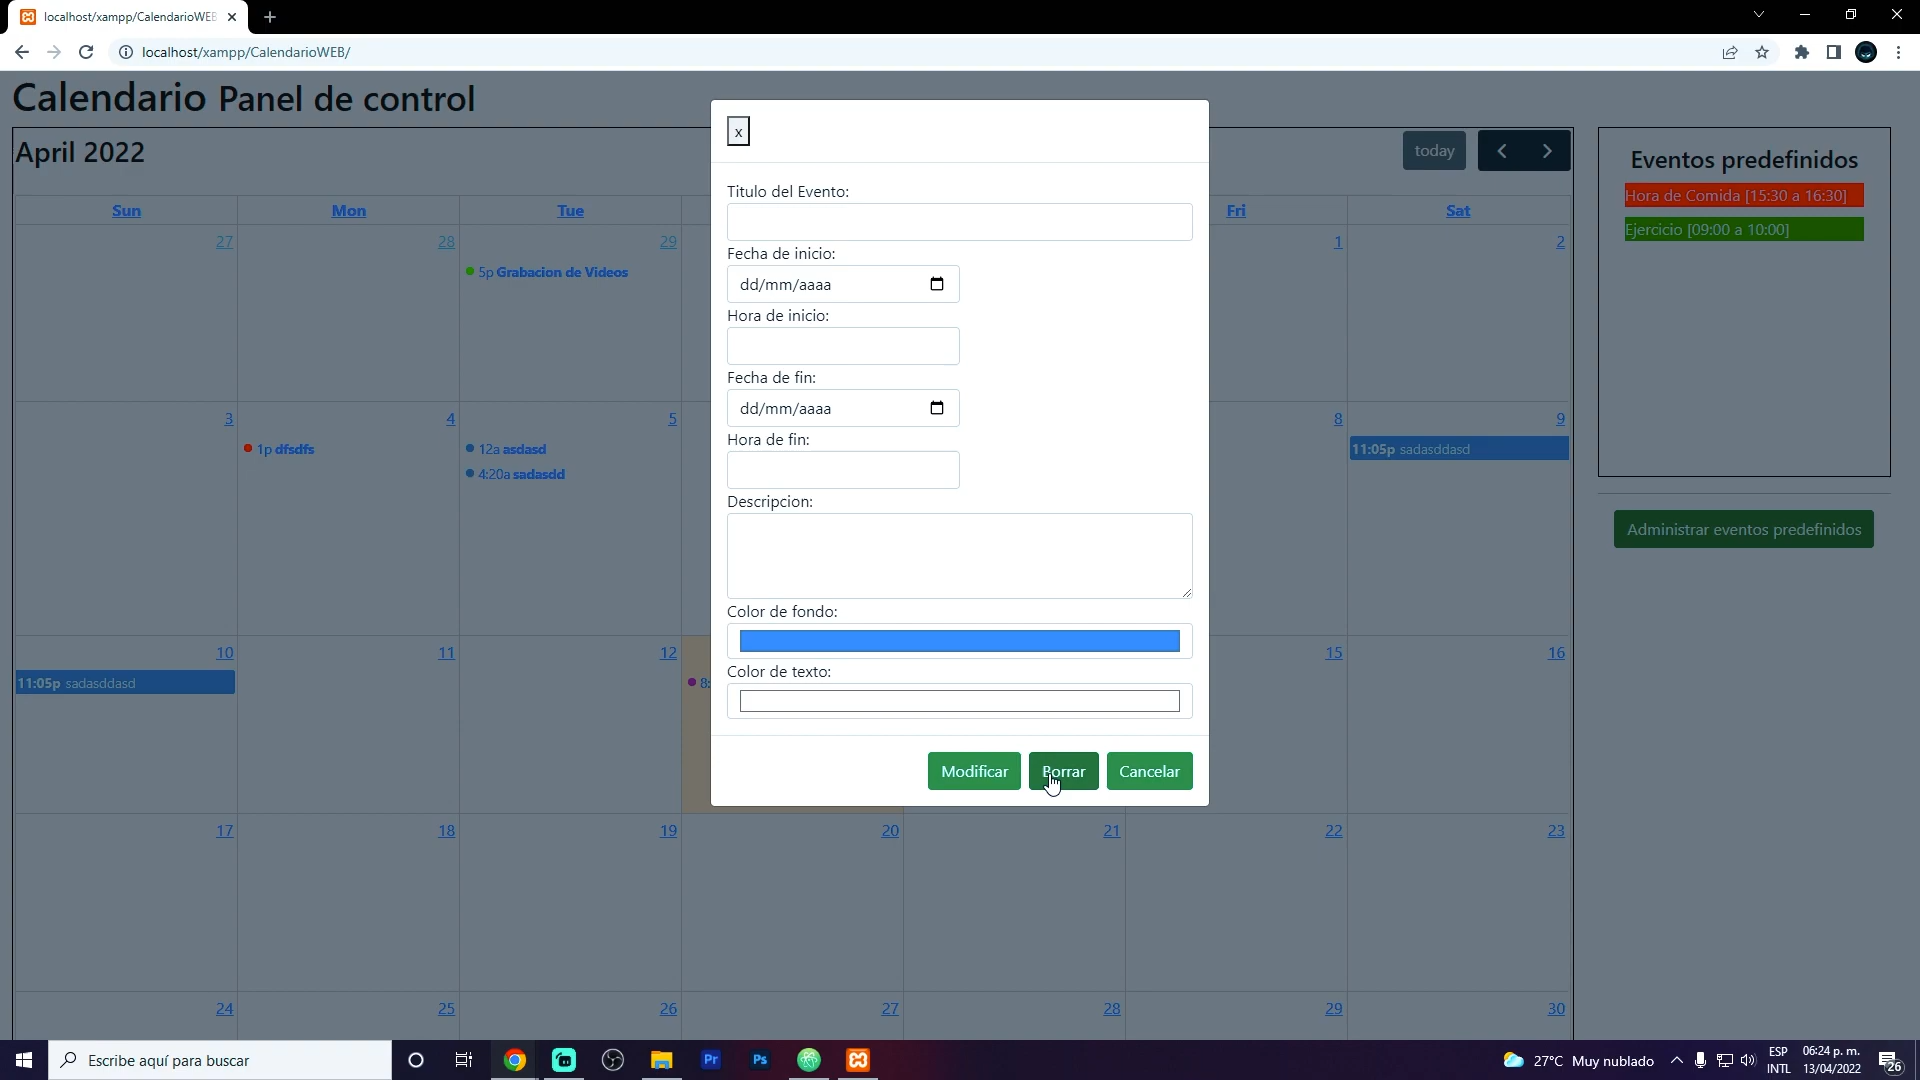 localhost/xampp/CalendarioWEB
localhost/xampp/CalendarioWEB/
Calendario Panel de control
April 2022
today
Sun
Mon
Tue
Fri
Sat
27
28
29
1
2
5p Grabacion de Videos
3
4
5
8
9
1p dfsdfs
12a asdasd
4:20a sadasdd
11:05p sadasddasd
10
11
12
15
16
11:05p sadasddasd
8:
17
18
19
20
21
22
23
24
25
26
27
28
29
30
x
Titulo del Evento:
Fecha de inicio:
dd/mm/aaaa
Hora de inicio:
Fecha de fin:
dd/mm/aaaa
Hora de fin:
Descripcion:
Color de fondo:
Color de texto:
Modificar
Borrar
Cancelar
Eventos predefinidos
Hora de Comida [15:30 a 16:30]
Ejercicio [09:00 a 10:00]
Administrar eventos predefinidos
Escribe aquí para buscar
Pr
Ps
27°C Muy nublado
ESP
INTL
06:24 p. m.
13/04/2022
26